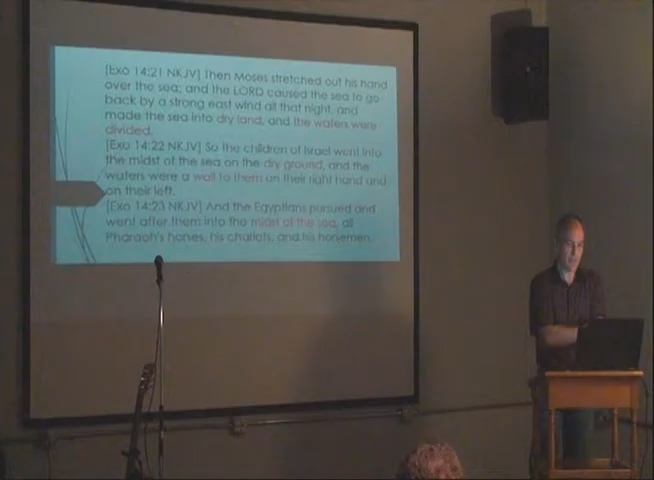 [Exo 14:21 NKJV] Then Moses stretched out his hand
over the sea; and the LORD caused the sea to go
back by a strong east wind all that night, and
made the sea into dry land, and the waters were
divided.
[Exo 14:22 NKJV] So the children of Israel went into
the midst of the sea on the dry ground, and the
waters were a wall to them on their right hand and
on their left.
[Exo 14:23 NKJV] And the Egyptians pursued and
went after them into the midst of the sea, all
Pharaoh's horses, his chariots, and his horsemen.